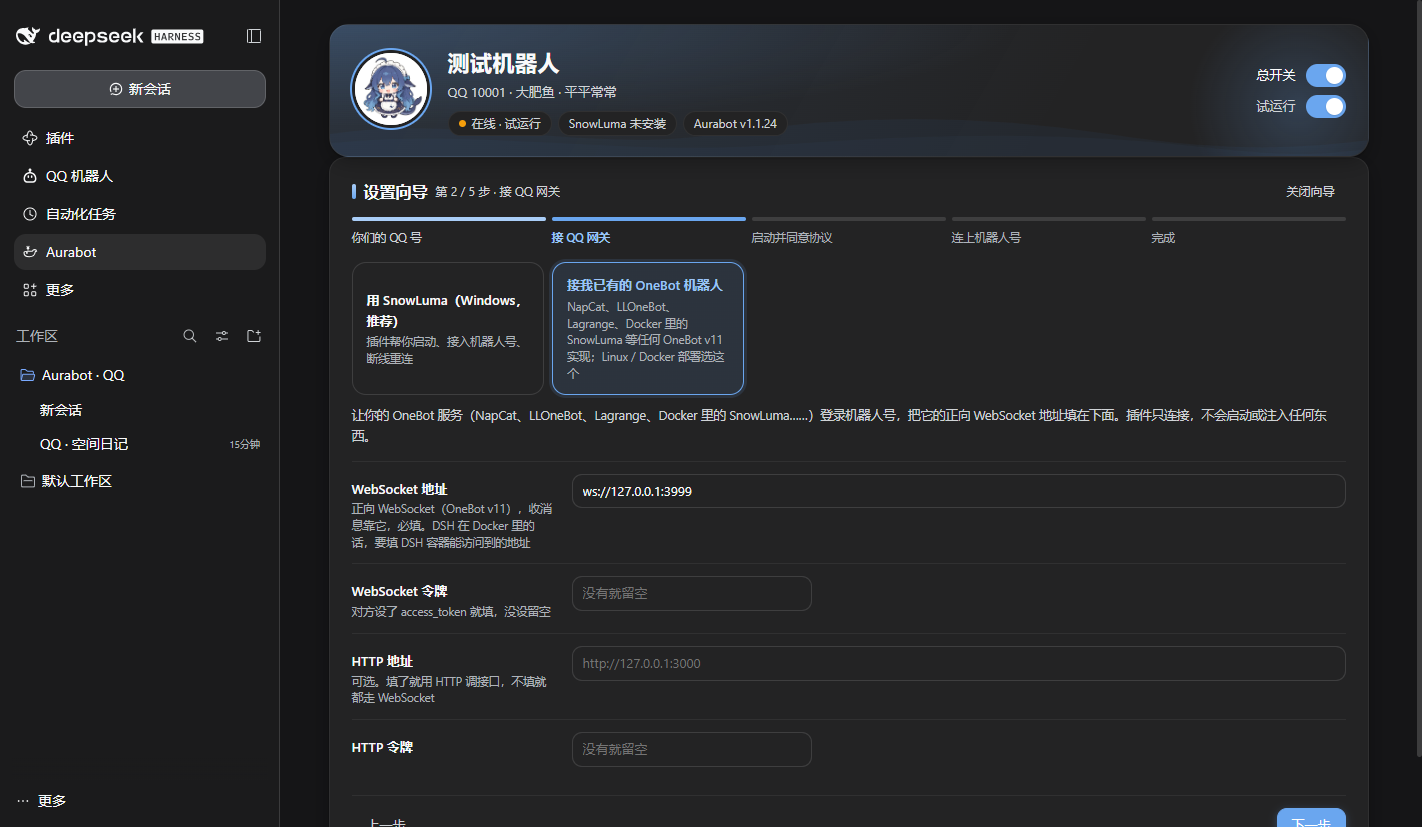 deepseek HARNESS
新会话
插件
QQ 机器人
自动化任务
Aurabot
更多
工作区
Aurabot · QQ
新会话
QQ · 空间日记 15分钟
默认工作区
更多
测试机器人
QQ 10001 · 大肥鱼 · 平平常常
在线 · 试运行 SnowLuma 未安装 Aurabot v1.1.24
总开关
试运行
设置向导 第 2 / 5 步 · 接 QQ 网关 关闭向导
你们的 QQ 号 接 QQ 网关 启动并同意协议 连上机器人号 完成
用 SnowLuma（Windows，
推荐）
插件帮你启动、接入机器人号、
断线重连
接我已有的 OneBot 机器人
NapCat、LLOneBot、
Lagrange、Docker 里的
SnowLuma 等任何 OneBot v11
实现；Linux / Docker 部署选这
个
让你的 OneBot 服务（NapCat、LLOneBot、Lagrange、Docker 里的 SnowLuma……）登录机器人号，把它的正向 WebSocket 地址填在下面。插件只连接，不会启动或注入任何东
西。
WebSocket 地址
正向 WebSocket（OneBot v11），收消
息靠它，必填。DSH 在 Docker 里的
话，要填 DSH 容器能访问到的地址
ws://127.0.0.1:3999
WebSocket 令牌
对方设了 access_token 就填，没设留空
没有就留空
HTTP 地址
可选。填了就用 HTTP 调接口，不填就
都走 WebSocket
http://127.0.0.1:3000
HTTP 令牌
没有就留空
上一步 下一步